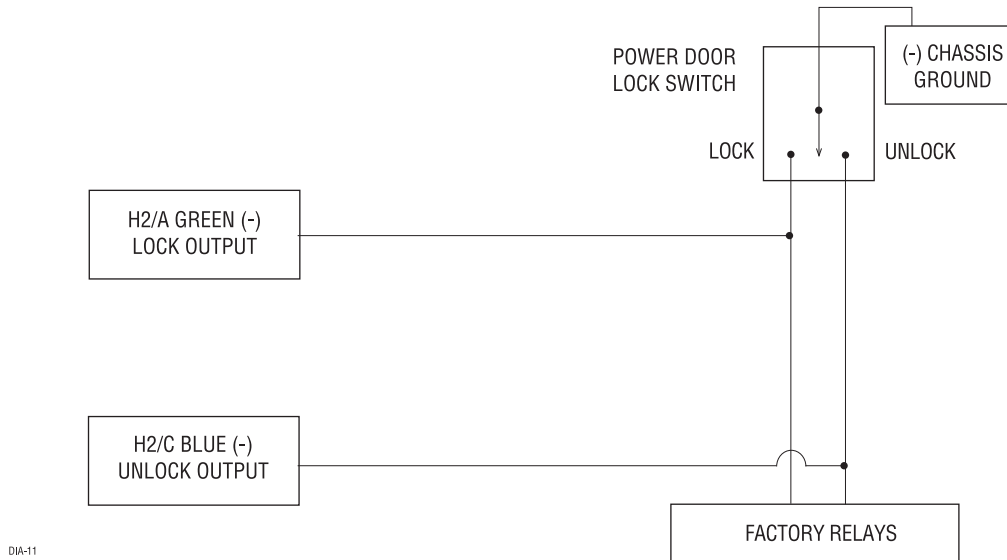 POWER DOOR
LOCK SWITCH
(-) CHASSIS
GROUND
LOCK
UNLOCK
H2/A GREEN (-)
LOCK OUTPUT
H2/C BLUE (-)
UNLOCK OUTPUT
FACTORY RELAYS
DIA-11